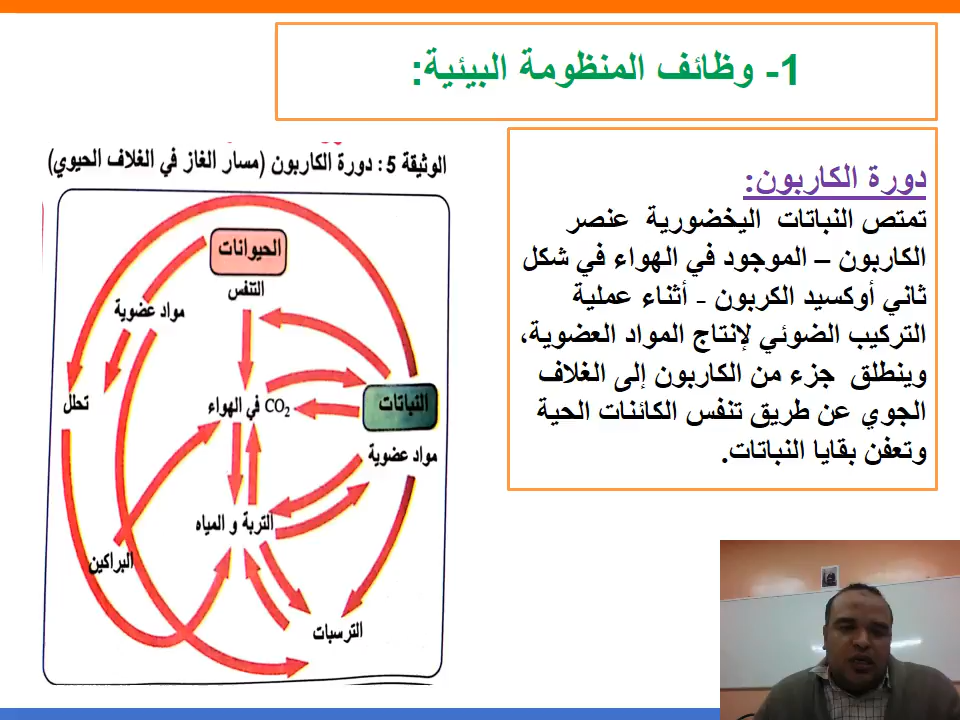 1- وظائف المنظومة البيئية:
دورة الكاربون:
تمتص النباتات اليخضورية عنصر
الكاربون – الموجود في الهواء في شكل
ثاني أوكسيد الكربون - أثناء عملية
التركيب الضوئي لإنتاج المواد العضوية،
وينطلق جزء من الكاربون إلى الغلاف
الجوي عن طريق تنفس الكائنات الحية
وتعفن بقايا النباتات.
الوثيقة 5: دورة الكاربون (مسار الغاز في الغلاف الحيوي)
الحيوانات
التنفس
مواد عضوية
تحلل
CO2 في الهواء
النباتات
مواد عضوية
التربة و المياه
البراكين
الترسبات